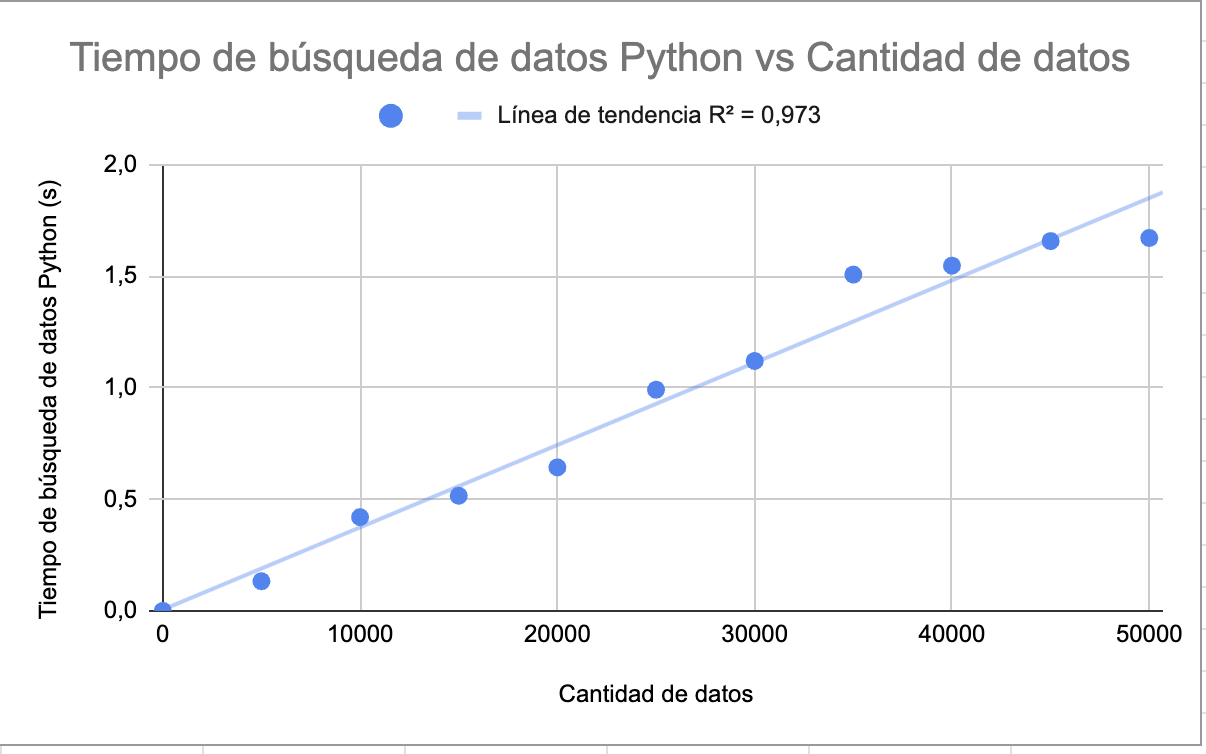 Tiempo de búsqueda de datos Python vs Cantidad de datos
Línea de tendencia R² = 0,973
Tiempo de búsqueda de datos Python (s)
2,0
1,5
1,0
0,5
0,0
0 10000 20000 30000 40000 50000
Cantidad de datos